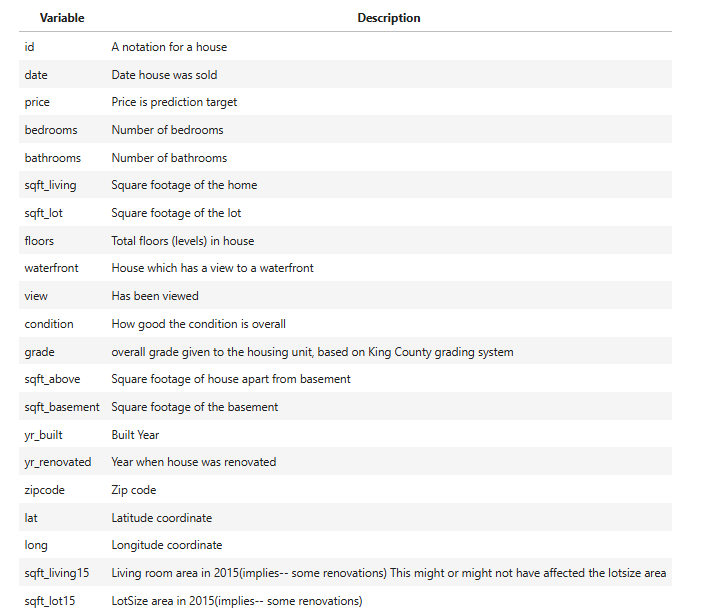 Variable Description
id A notation for a house
date Date house was sold
price Price is prediction target
bedrooms Number of bedrooms
bathrooms Number of bathrooms
sqft_living Square footage of the home
sqft_lot Square footage of the lot
floors Total floors (levels) in house
waterfront House which has a view to a waterfront
view Has been viewed
condition How good the condition is overall
grade overall grade given to the housing unit, based on King County grading system
sqft_above Square footage of house apart from basement
sqft_basement Square footage of the basement
yr_built Built Year
yr_renovated Year when house was renovated
zipcode Zip code
lat Latitude coordinate
long Longitude coordinate
sqft_living15 Living room area in 2015(implies-- some renovations) This might or might not have affected the lotsize area
sqft_lot15 LotSize area in 2015(implies-- some renovations)